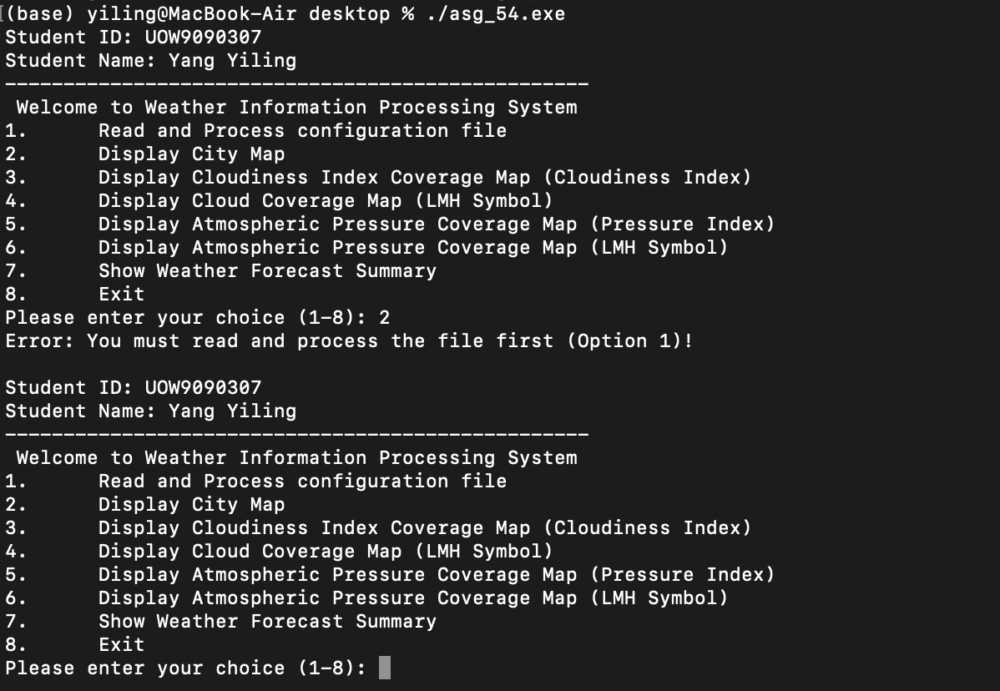 (base) yiling@MacBook-Air desktop % ./asg_54.exe
Student ID: UOW9090307
Student Name: Yang Yiling
--------------------------------------------------
 Welcome to Weather Information Processing System
1.      Read and Process configuration file
2.      Display City Map
3.      Display Cloudiness Index Coverage Map (Cloudiness Index)
4.      Display Cloud Coverage Map (LMH Symbol)
5.      Display Atmospheric Pressure Coverage Map (Pressure Index)
6.      Display Atmospheric Pressure Coverage Map (LMH Symbol)
7.      Show Weather Forecast Summary
8.      Exit
Please enter your choice (1-8): 2
Error: You must read and process the file first (Option 1)!

Student ID: UOW9090307
Student Name: Yang Yiling
--------------------------------------------------
 Welcome to Weather Information Processing System
1.      Read and Process configuration file
2.      Display City Map
3.      Display Cloudiness Index Coverage Map (Cloudiness Index)
4.      Display Cloud Coverage Map (LMH Symbol)
5.      Display Atmospheric Pressure Coverage Map (Pressure Index)
6.      Display Atmospheric Pressure Coverage Map (LMH Symbol)
7.      Show Weather Forecast Summary
8.      Exit
Please enter your choice (1-8):